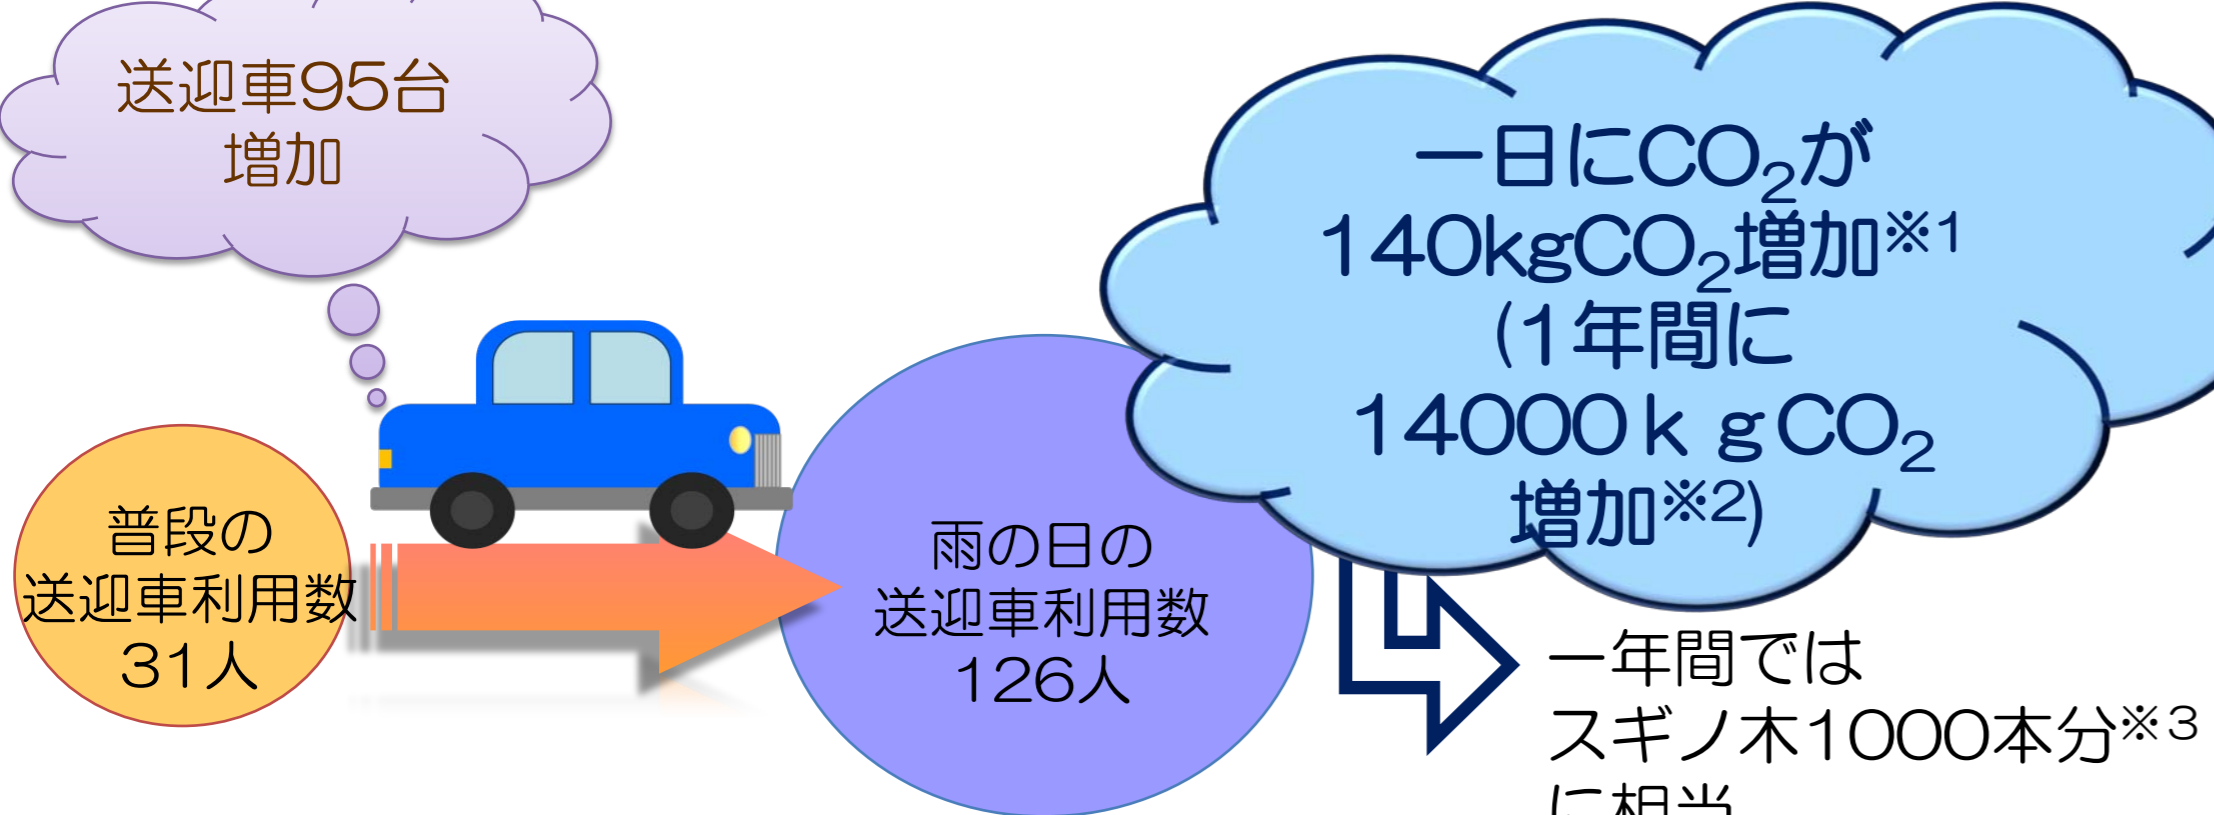 送迎車95台
増加
普段の
送迎車利用数
31人
雨の日の
送迎車利用数
126人
一日にCO₂が
140kgCO₂増加※1
(1年間に
14000ｋｇCO₂
増加※2)
一年間では
スギノ木1000本分※3
に相当